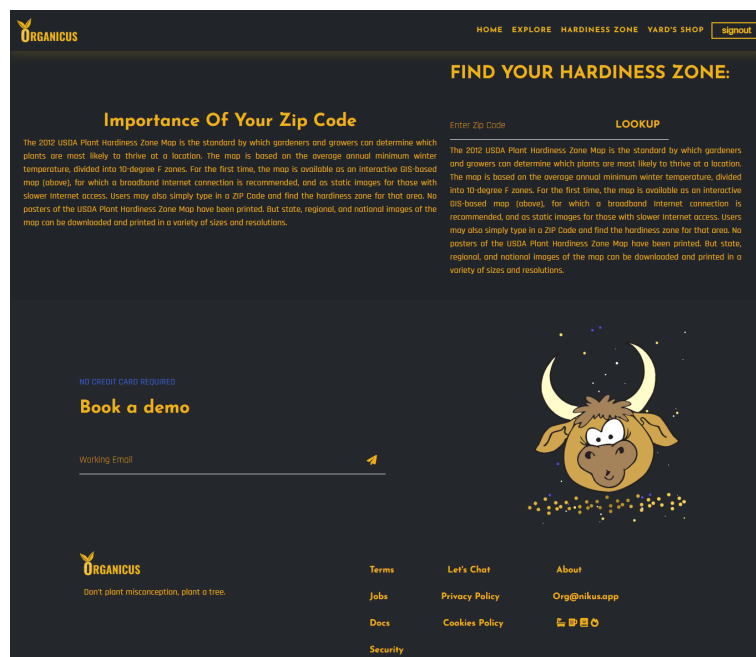 ORGANICUS
HOME EXPLORE HARDINESS ZONE YARD'S SHOP signout
Importance Of Your Zip Code
The 2012 USDA Plant Hardiness Zone Map is the standard by which gardeners and growers can determine which
plants are most likely to thrive at a location. The map is based on the average annual minimum winter
temperature, divided into 10-degree F zones. For the first time, the map is available as an interactive GIS-based
map (above), for which a broadband Internet connection is recommended, and as static images for those with
slower Internet access. Users may also simply type in a ZIP Code and find the hardiness zone for that area. No
posters of the USDA Plant Hardiness Zone Map have been printed. But state, regional, and national images of the
map can be downloaded and printed in a variety of sizes and resolutions.
FIND YOUR HARDINESS ZONE:
Enter Zip Code LOOKUP
The 2012 USDA Plant Hardiness Zone Map is the standard by which gardeners
and growers can determine which plants are most likely to thrive at a location.
The map is based on the average annual minimum winter temperature, divided
into 10-degree F zones. For the first time, the map is available as an interactive
GIS-based map (above), for which a broadband Internet connection is
recommended, and as static images for those with slower Internet access. Users
may also simply type in a ZIP Code and find the hardiness zone for that area. No
posters of the USDA Plant Hardiness Zone Map have been printed. But state,
regional, and national images of the map can be downloaded and printed in a
variety of sizes and resolutions.
NO CREDIT CARD REQUIRED
Book a demo
Working Email
ORGANICUS
Don't plant misconception, plant a tree.
Terms Let's Chat About
Jobs Privacy Policy Org@nikus.app
Docs Cookies Policy
Security